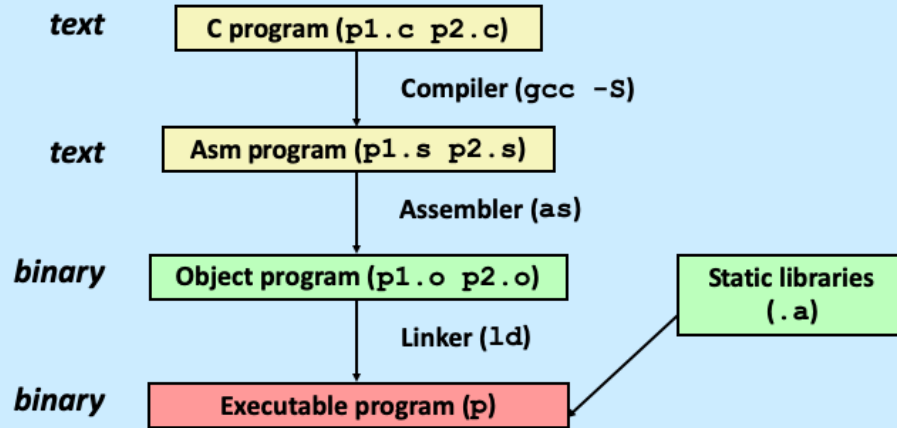 text
C program (p1.c p2.c)
Compiler (gcc -S)
text
Asm program (p1.s p2.s)
Assembler (as)
binary
Object program (p1.o p2.o)
Static libraries
(.a)
Linker (ld)
binary
Executable program (p)